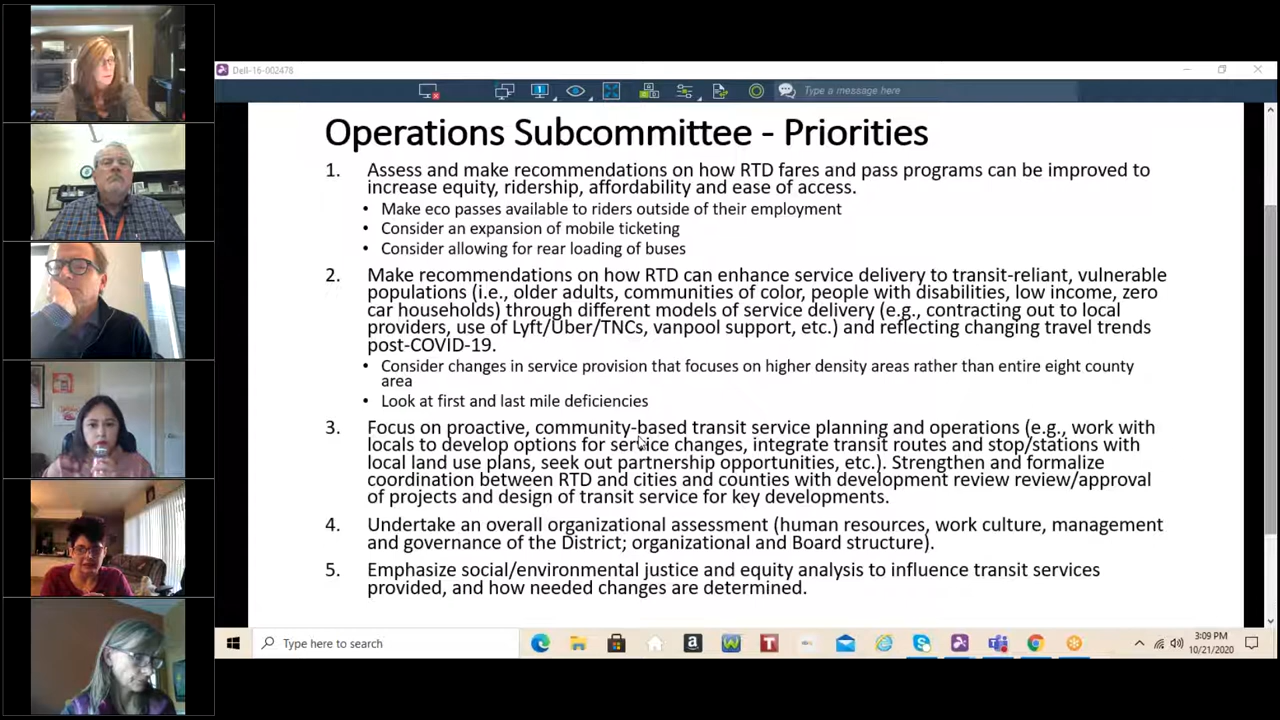 Dell-16-002478
Type a message here
Operations Subcommittee - Priorities
1. Assess and make recommendations on how RTD fares and pass programs can be improved to
increase equity, ridership, affordability and ease of access.
• Make eco passes available to riders outside of their employment
• Consider an expansion of mobile ticketing
• Consider allowing for rear loading of buses
2. Make recommendations on how RTD can enhance service delivery to transit-reliant, vulnerable
populations (i.e., older adults, communities of color, people with disabilities, low income, zero
car households) through different models of service delivery (e.g., contracting out to local
providers, use of Lyft/Uber/TNCs, vanpool support, etc.) and reflecting changing travel trends
post-COVID-19.
• Consider changes in service provision that focuses on higher density areas rather than entire eight county
area
• Look at first and last mile deficiencies
3. Focus on proactive, community-based transit service planning and operations (e.g., work with
locals to develop options for service changes, integrate transit routes and stop/stations with
local land use plans, seek out partnership opportunities, etc.). Strengthen and formalize
coordination between RTD and cities and counties with development review review/approval
of projects and design of transit service for key developments.
4. Undertake an overall organizational assessment (human resources, work culture, management
and governance of the District; organizational and Board structure).
5. Emphasize social/environmental justice and equity analysis to influence transit services
provided, and how needed changes are determined.
Type here to search
3:09 PM
10/21/2020